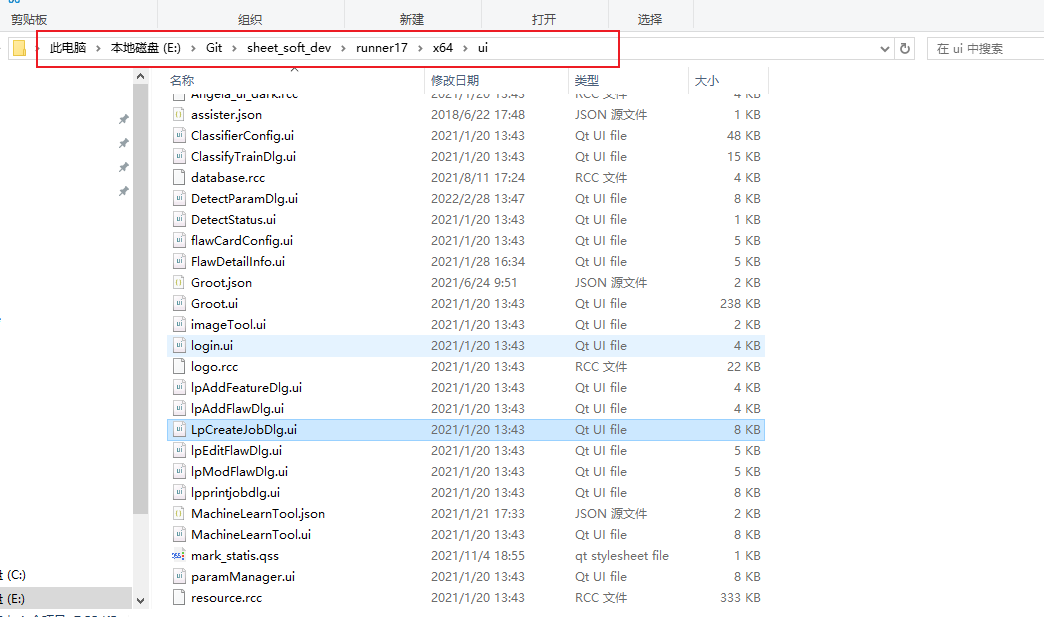 剪贴板 组织 新建 打开 选择
此电脑 › 本地磁盘 (E:) › Git › sheet_soft_dev › runner17 › x64 › ui 在 ui 中搜索
名称 修改日期 类型 大小
Angela_ui_dark.rcc 2021/1/20 13:43 RCC 文件 4 KB
assister.json 2018/6/22 17:48 JSON 源文件 1 KB
ClassifierConfig.ui 2021/1/20 13:43 Qt UI file 48 KB
ClassifyTrainDlg.ui 2021/1/20 13:43 Qt UI file 15 KB
database.rcc 2021/8/11 17:24 RCC 文件 4 KB
DetectParamDlg.ui 2022/2/28 13:47 Qt UI file 8 KB
DetectStatus.ui 2021/1/20 13:43 Qt UI file 1 KB
flawCardConfig.ui 2021/1/20 13:43 Qt UI file 5 KB
FlawDetailInfo.ui 2021/1/28 16:34 Qt UI file 5 KB
Groot.json 2021/6/24 9:51 JSON 源文件 2 KB
Groot.ui 2021/1/20 13:43 Qt UI file 238 KB
imageTool.ui 2021/1/20 13:43 Qt UI file 2 KB
login.ui 2021/1/20 13:43 Qt UI file 4 KB
logo.rcc 2021/1/20 13:43 RCC 文件 22 KB
lpAddFeatureDlg.ui 2021/1/20 13:43 Qt UI file 4 KB
lpAddFlawDlg.ui 2021/1/20 13:43 Qt UI file 4 KB
LpCreateJobDlg.ui 2021/1/20 13:43 Qt UI file 8 KB
lpEditFlawDlg.ui 2021/1/20 13:43 Qt UI file 5 KB
lpModFlawDlg.ui 2021/1/20 13:43 Qt UI file 5 KB
lpprintjobdlg.ui 2021/1/20 13:43 Qt UI file 8 KB
MachineLearnTool.json 2021/1/21 17:33 JSON 源文件 2 KB
MachineLearnTool.ui 2021/1/20 13:43 Qt UI file 8 KB
mark_statis.qss 2021/11/4 18:55 qt stylesheet file 1 KB
paramManager.ui 2021/1/20 13:43 Qt UI file 8 KB
resource.rcc 2021/1/20 13:43 RCC 文件 333 KB
(C:)
(E:)